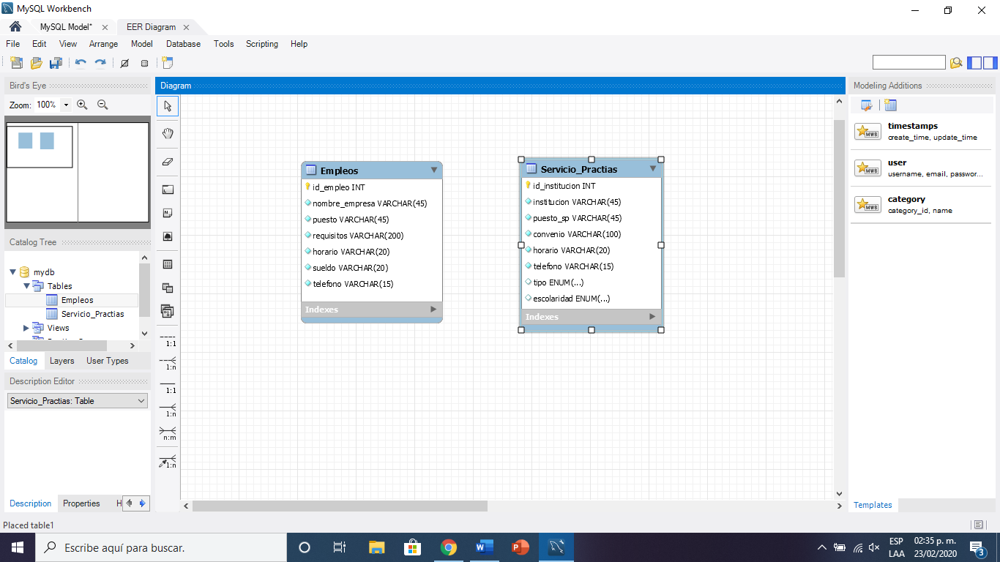 MySQL Workbench
MySQL Model* EER Diagram
File Edit View Arrange Model Database Tools Scripting Help
Bird's Eye
Zoom: 100%
Catalog Tree
mydb
Tables
Empleos
Servicio_Practias
Views
Catalog Layers User Types
Description Editor
Servicio_Practias: Table
Description Properties H
Placed table1
Diagram
1:1
1:n
1:1
1:n
n:m
1:n
Empleos
id_empleo INT
nombre_empresa VARCHAR(45)
puesto VARCHAR(45)
requisitos VARCHAR(200)
horario VARCHAR(20)
sueldo VARCHAR(20)
telefono VARCHAR(15)
Indexes
Servicio_Practias
id_institucion INT
institucion VARCHAR(45)
puesto_sp VARCHAR(45)
convenio VARCHAR(100)
horario VARCHAR(20)
telefono VARCHAR(15)
tipo ENUM(...)
escolaridad ENUM(...)
Indexes
Modeling Additions
MWB
timestamps
create_time, update_time
MWB
user
username, email, passwor...
MWB
category
category_id, name
Templates
Escribe aquí para buscar.
ESP
LAA
02:35 p. m.
23/02/2020
3